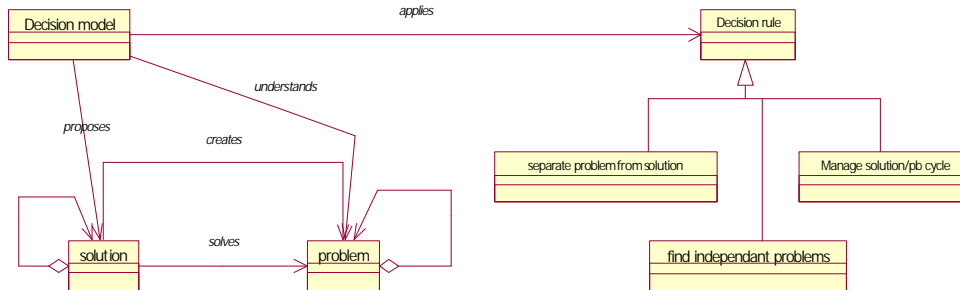 applies
Decision model
Decision rule
understands
proposes
creates
separate problem from solution
Manage solution/pb cycle
solves
solution
problem
find independant problems